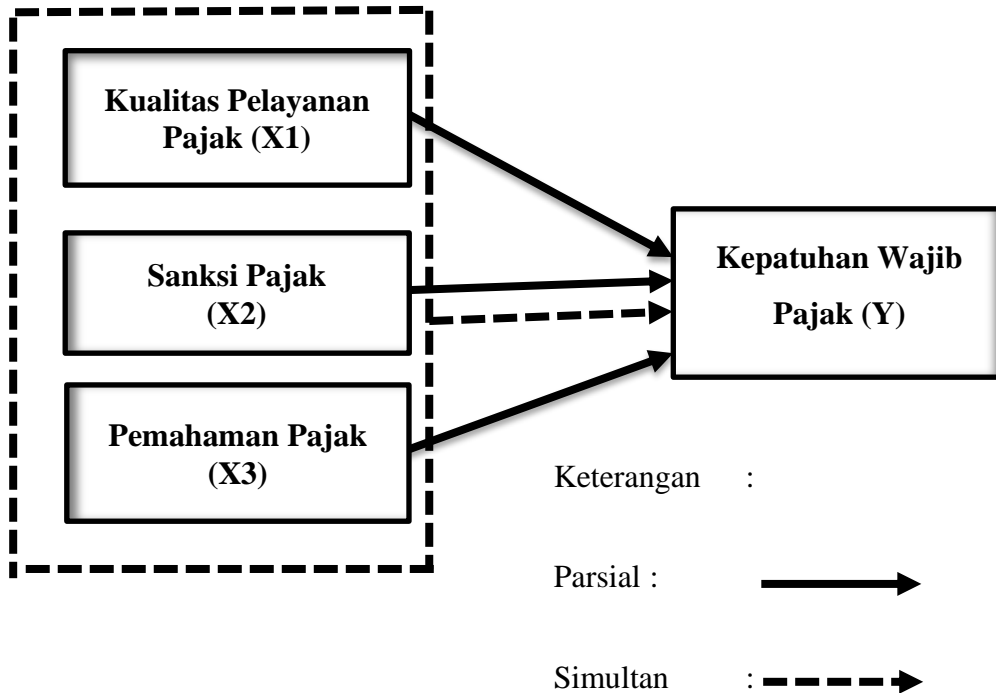 Kualitas Pelayanan
Pajak (X1)
Sanksi Pajak
(X2)
Pemahaman Pajak
(X3)
Kepatuhan Wajib
Pajak (Y)
Keterangan :
Parsial :
Simultan :